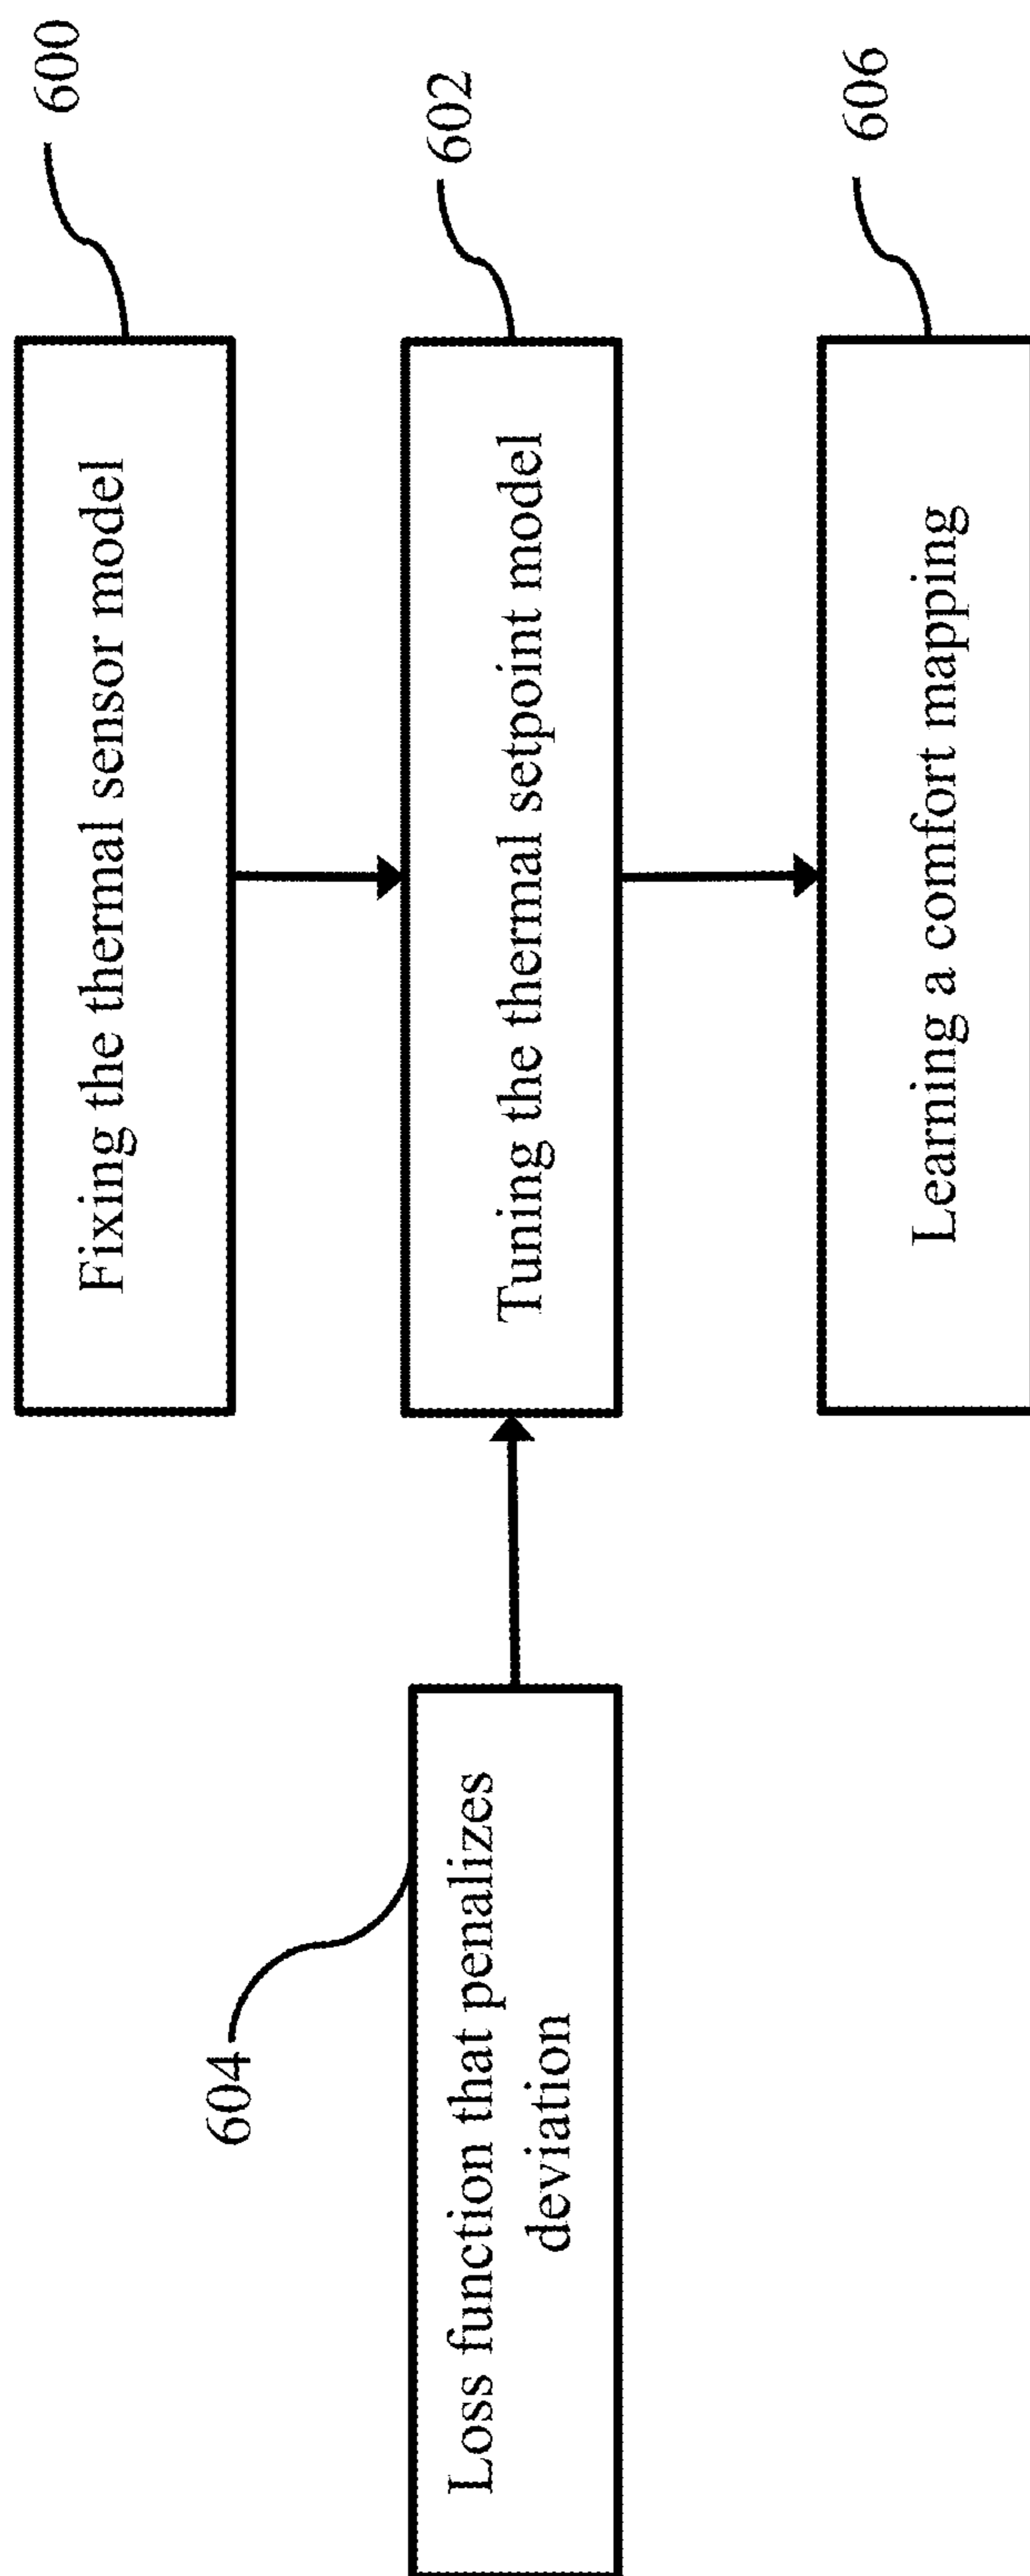 Fixing the thermal sensor model
600
Tuning the thermal setpoint model
602
604
Loss function that penalizes
deviation
Learning a comfort mapping
606